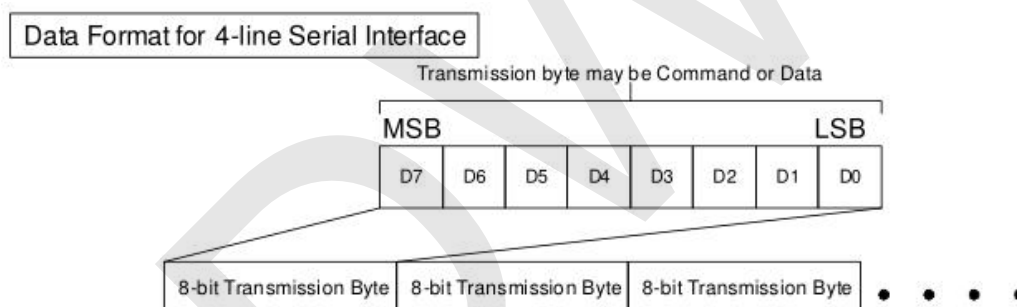 Data Format for 4-line Serial Interface
Transmission byte may be Command or Data
MSB LSB
D7 D6 D5 D4 D3 D2 D1 D0
8-bit Transmission Byte 8-bit Transmission Byte 8-bit Transmission Byte